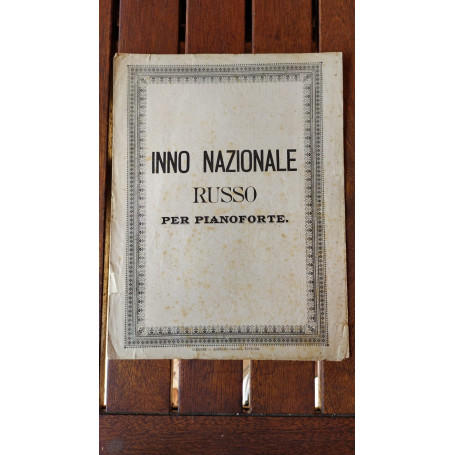 INNO NAZIONALE
RUSSO
PER PIANOFORTE.